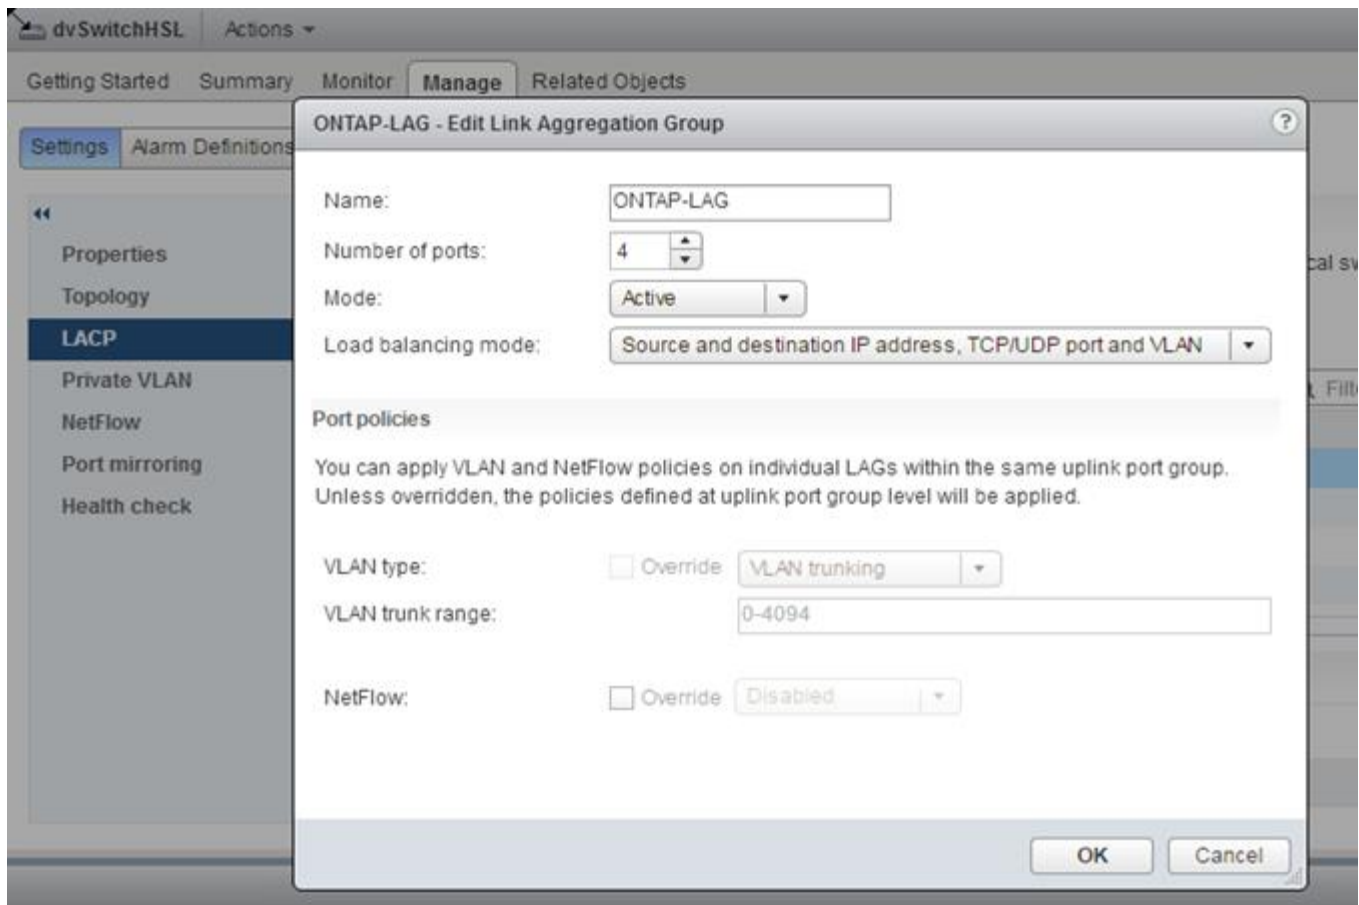 dvSwitchHSL Actions
Getting Started Summary Monitor Manage Related Objects
Settings Alarm Definitions
Properties
Topology
LACP
Private VLAN
NetFlow
Port mirroring
Health check
ONTAP-LAG - Edit Link Aggregation Group ?
Name: ONTAP-LAG
Number of ports: 4
Mode: Active
Load balancing mode: Source and destination IP address, TCP/UDP port and VLAN
Port policies
You can apply VLAN and NetFlow policies on individual LAGs within the same uplink port group.
Unless overridden, the policies defined at uplink port group level will be applied.
VLAN type: Override VLAN trunking
VLAN trunk range: 0-4094
NetFlow: Override Disabled
OK Cancel